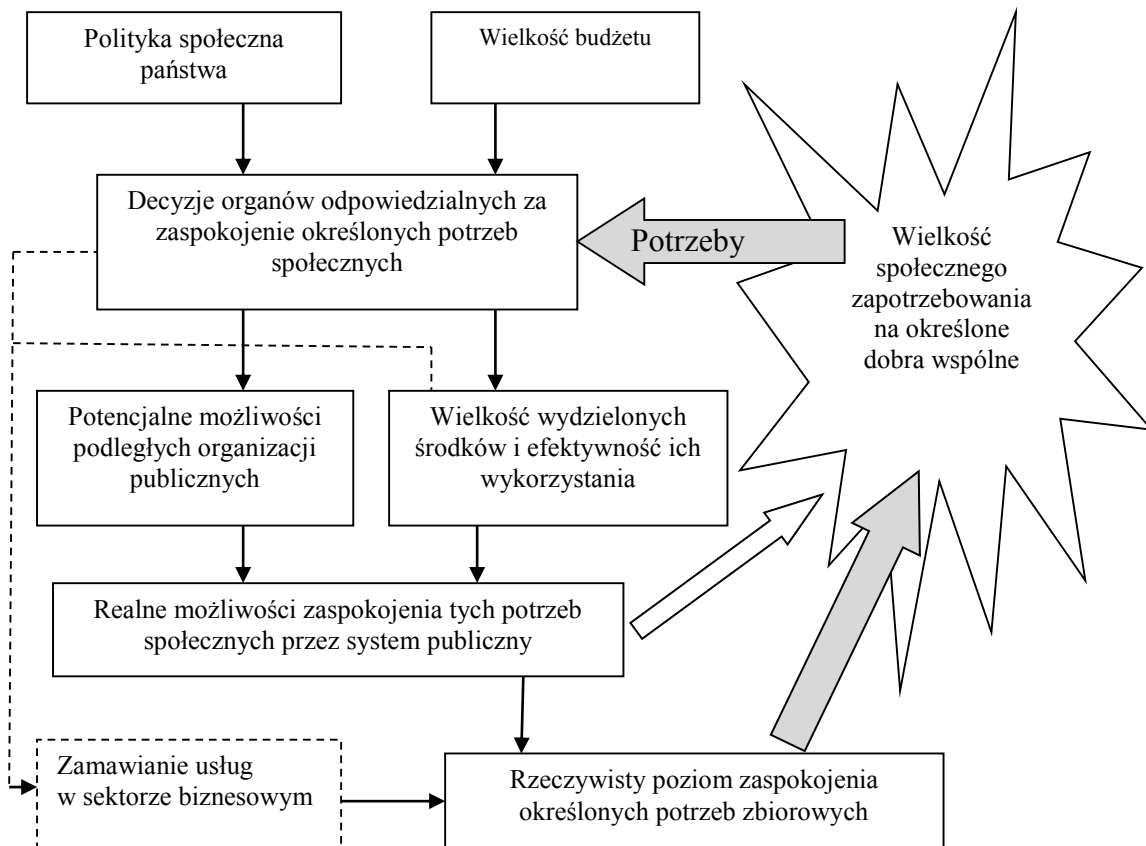 Polityka społeczna
państwa
Wielkość budżetu
Decyzje organów odpowiedzialnych za
zaspokojenie określonych potrzeb
społecznych
Potrzeby
Wielkość
społecznego
zapotrzebowania
na określone
dobra wspólne
Potencjalne możliwości
podległych organizacji
publicznych
Wielkość wydzielonych
środków i efektywność ich
wykorzystania
Realne możliwości zaspokojenia tych potrzeb
społecznych przez system publiczny
Zamawianie usług
w sektorze biznesowym
Rzeczywisty poziom zaspokojenia
określonych potrzeb zbiorowych